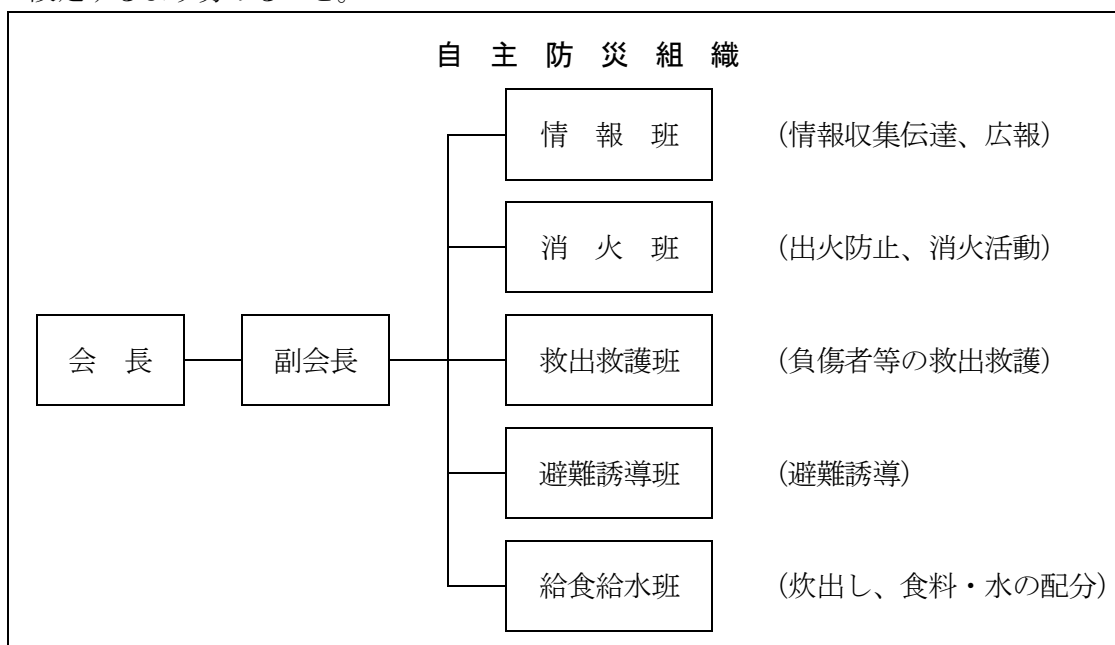 自 主 防 災 組 織
情 報 班 (情報収集伝達、広報)
消 火 班 (出火防止、消火活動)
会 長 副会長 救出救護班 (負傷者等の救出救護)
避難誘導班 (避難誘導)
給食給水班 (炊出し、食料・水の配分)